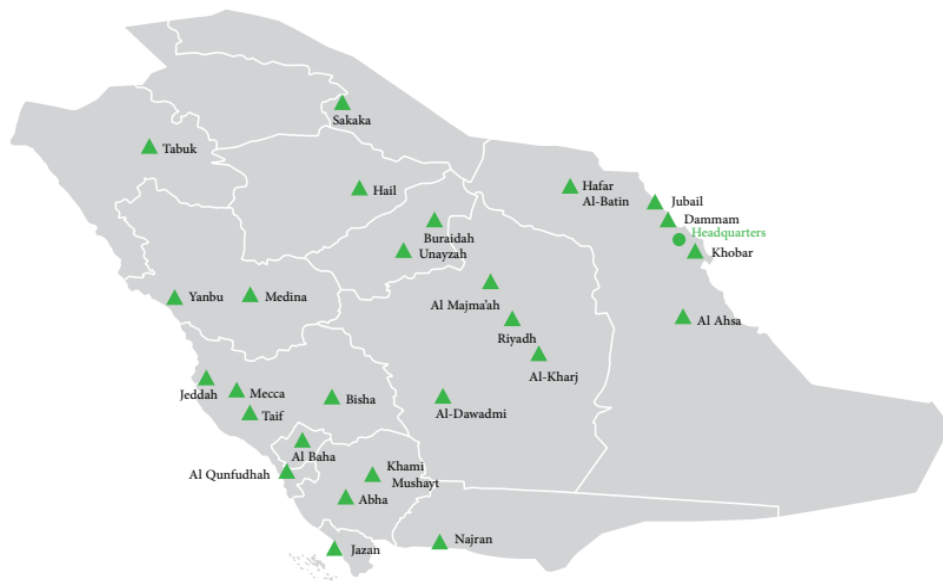 Sakaka
Tabuk
Hail
Hafar
Al-Batin
Jubail
Dammam
Headquarters
Khobar
Buraidah
Unayzah
Yanbu
Medina
Al Majma'ah
Riyadh
Al Ahsa
Al-Kharj
Jeddah
Mecca
Taif
Bisha
Al-Dawadmi
Al Baha
Al Qunfudhah
Khami
Mushayt
Abha
Jazan
Najran